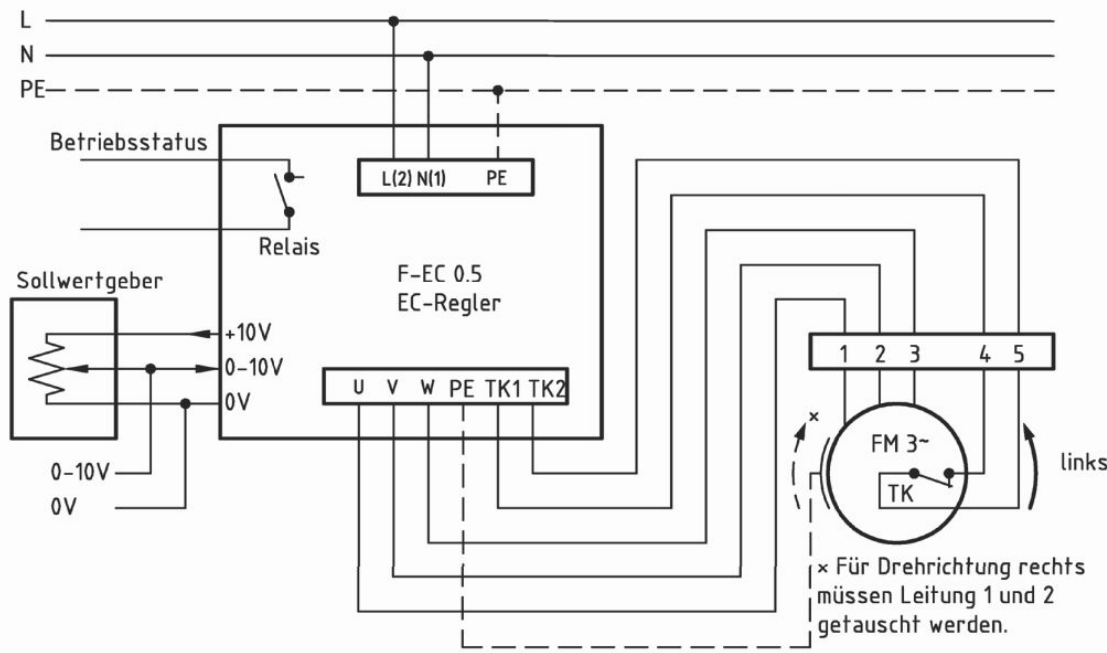 L
N
PE
Betriebsstatus
L(2) N(1) PE
Relais
Sollwertgeber
F-EC 0.5
EC-Regler
+10V
0-10V
0V
U V W PE TK1 TK2
1 2 3 4 5
×
FM 3~
TK
links
0-10V
0V
× Für Drehrichtung rechts
müssen Leitung 1 und 2
getauscht werden.